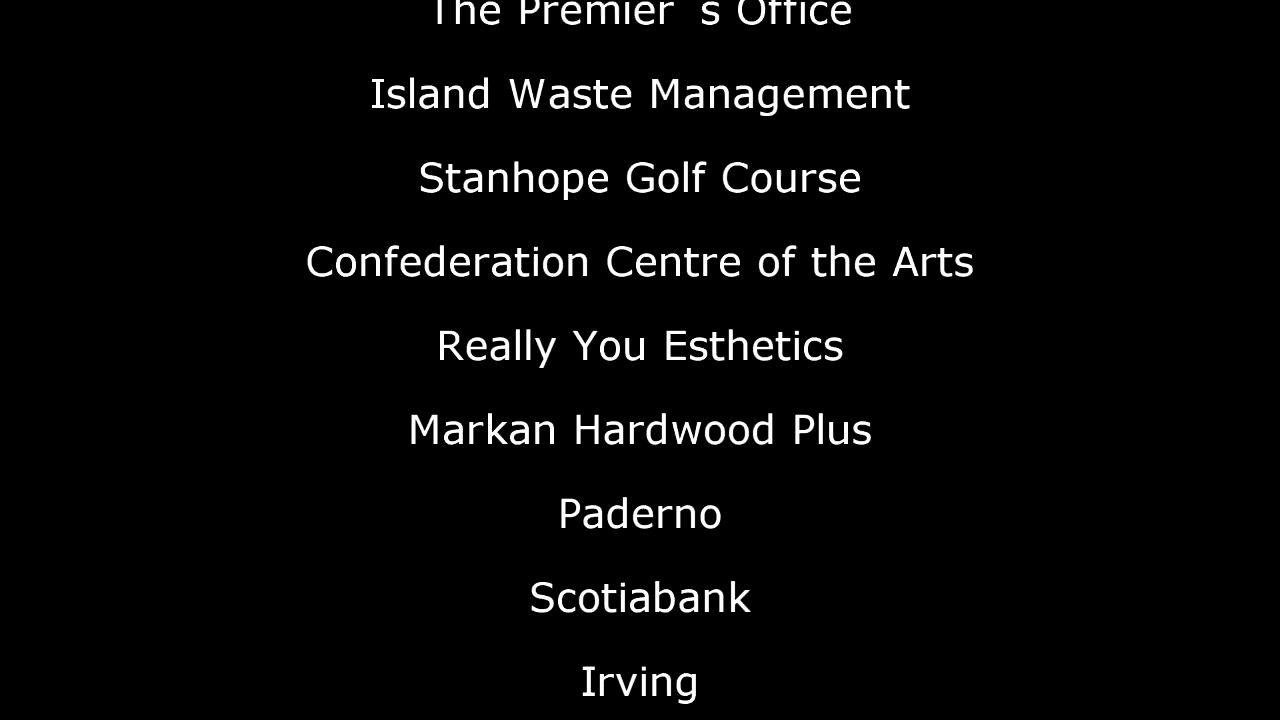 The Premier s Office
Island Waste Management
Stanhope Golf Course
Confederation Centre of the Arts
Really You Esthetics
Markan Hardwood Plus
Paderno
Scotiabank
Irving